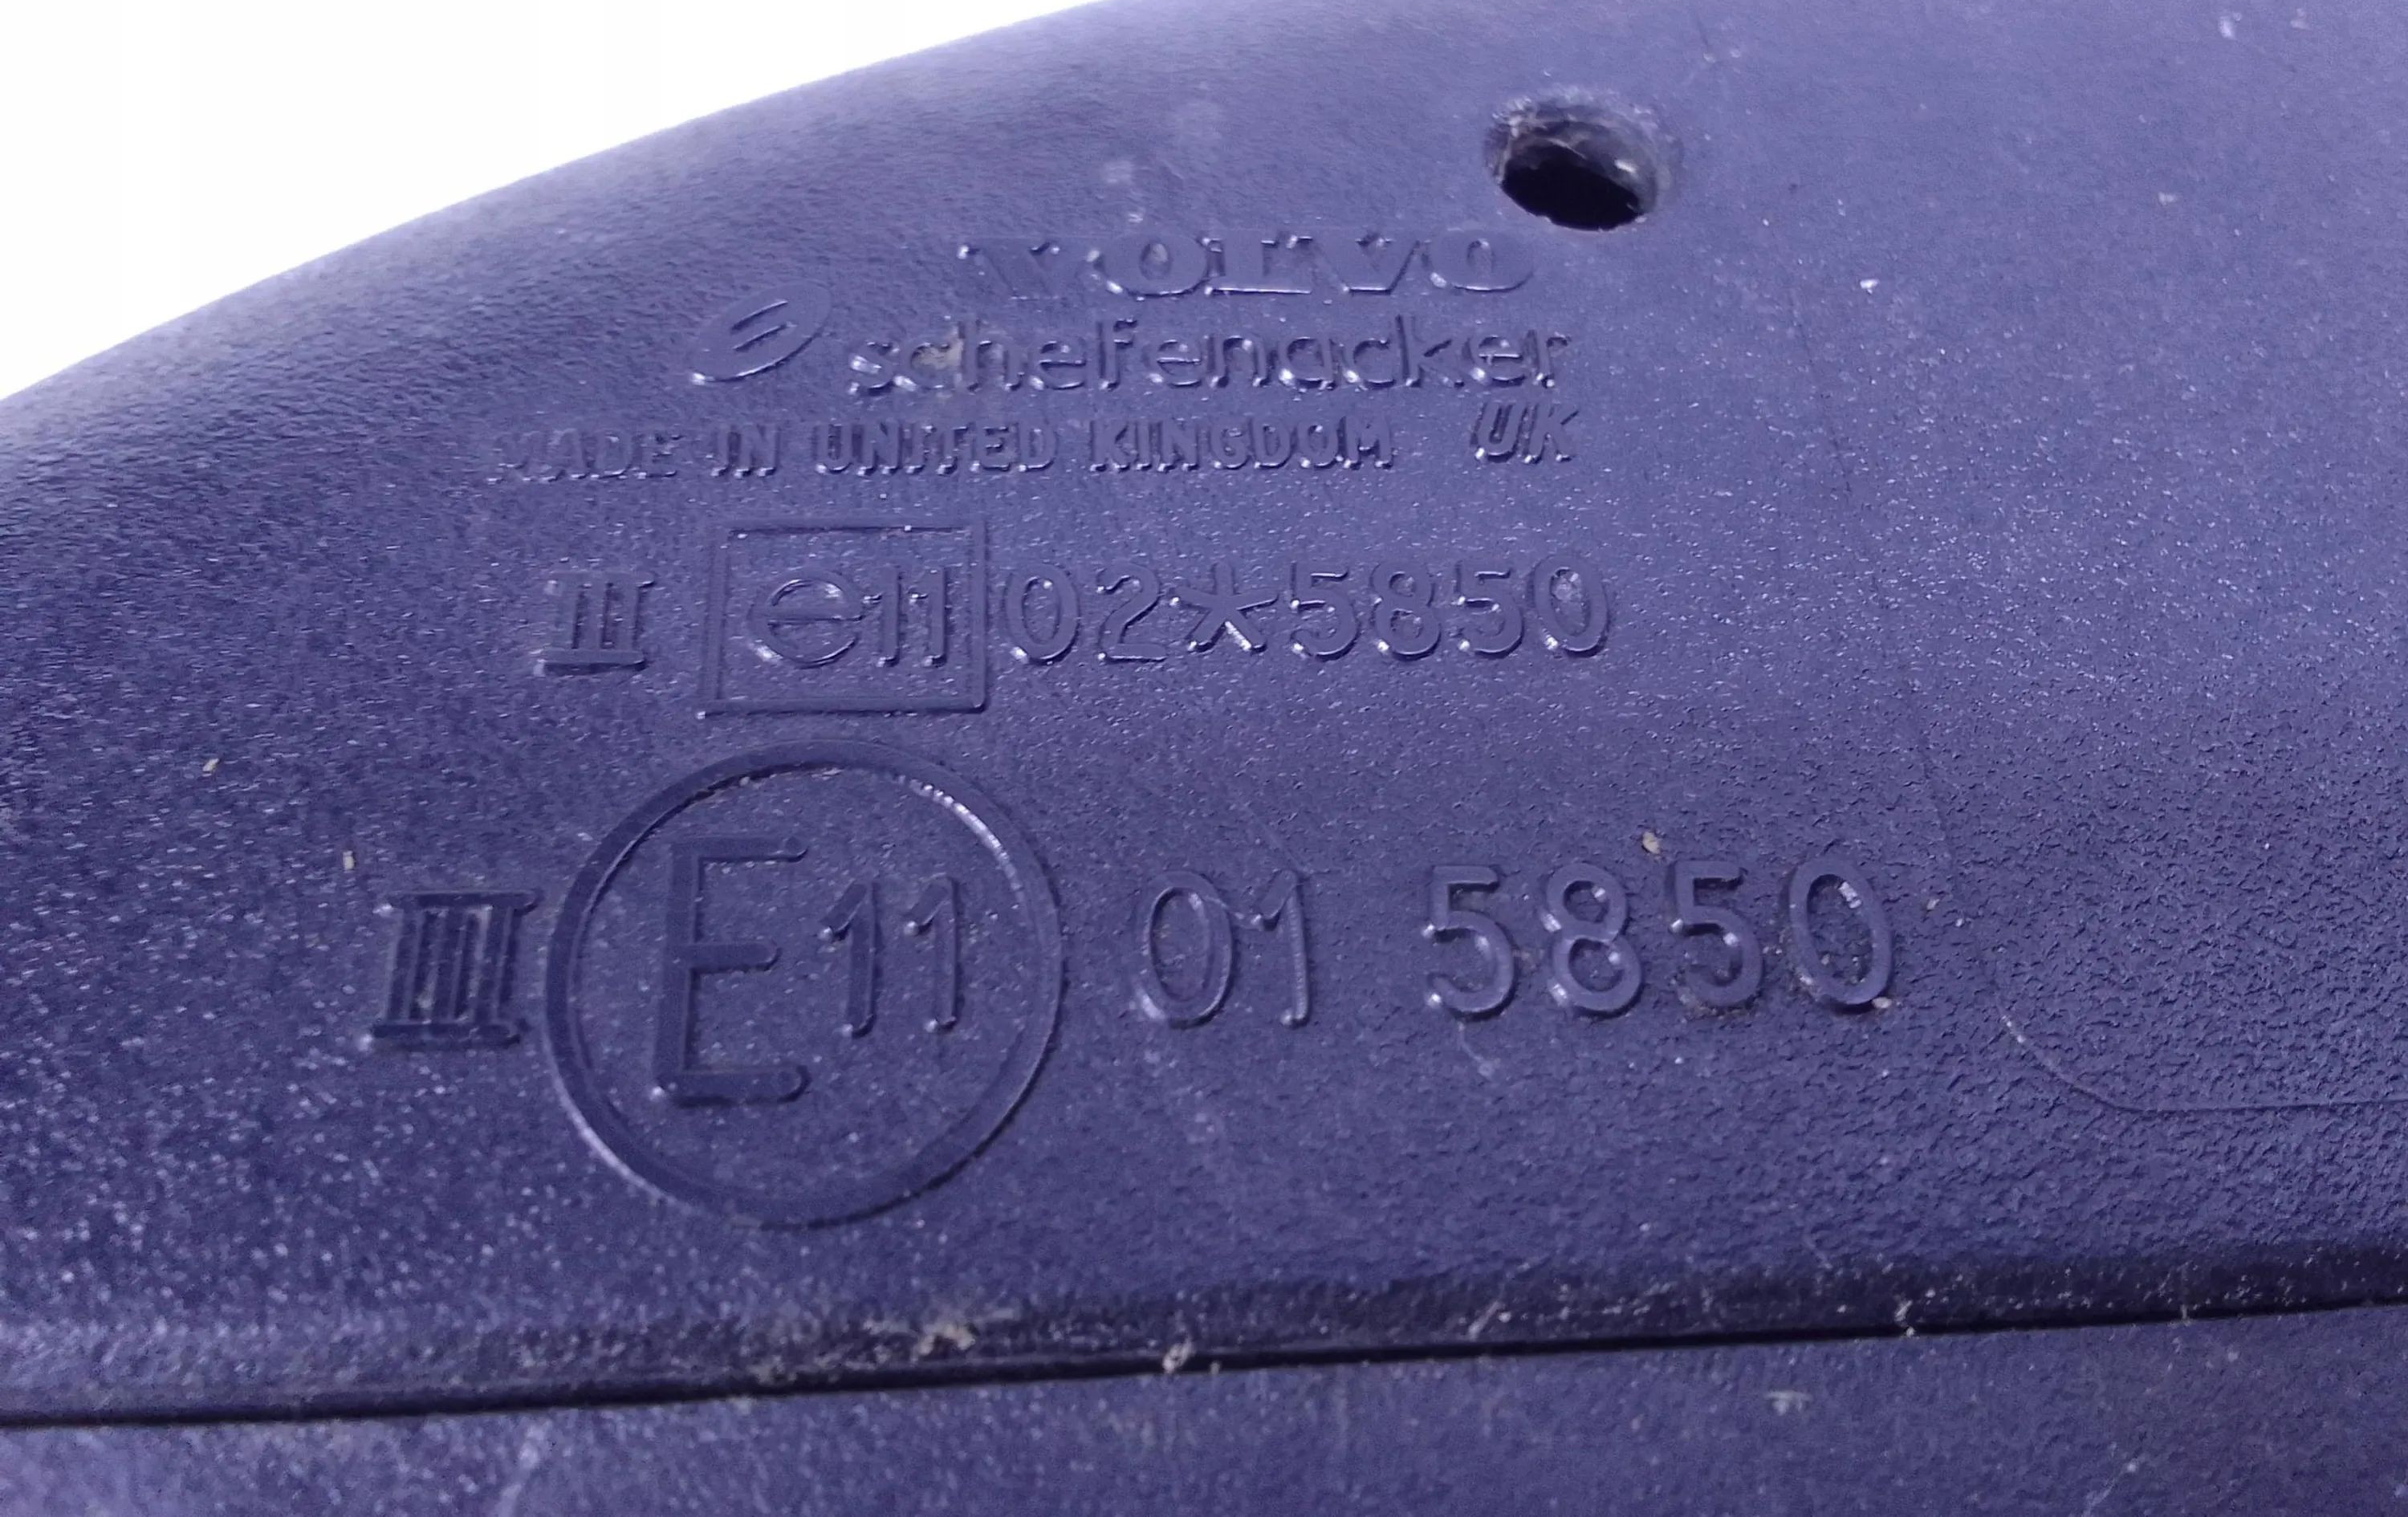 VOLVO
schefenacker
MADE IN UNITED KINGDOM UK
II e11 02*5850
III E11 01 5850